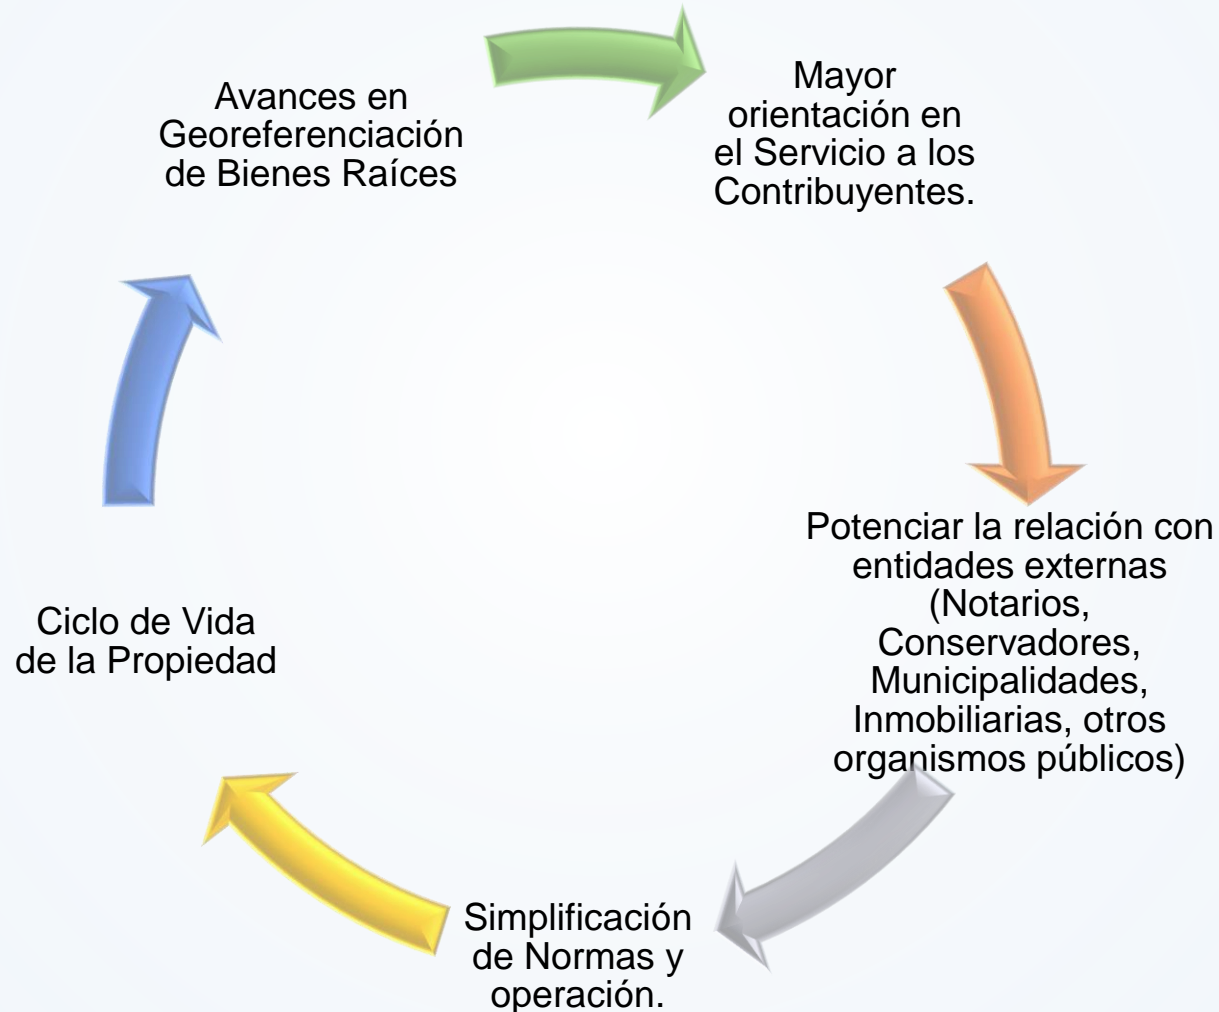 Avances en
Georeferenciación
de Bienes Raíces
Mayor
orientación en
el Servicio a los
Contribuyentes.
Potenciar la relación con
entidades externas
(Notarios,
Conservadores,
Municipalidades,
Inmobiliarias, otros
organismos públicos)
Simplificación
de Normas y
operación.
Ciclo de Vida
de la Propiedad